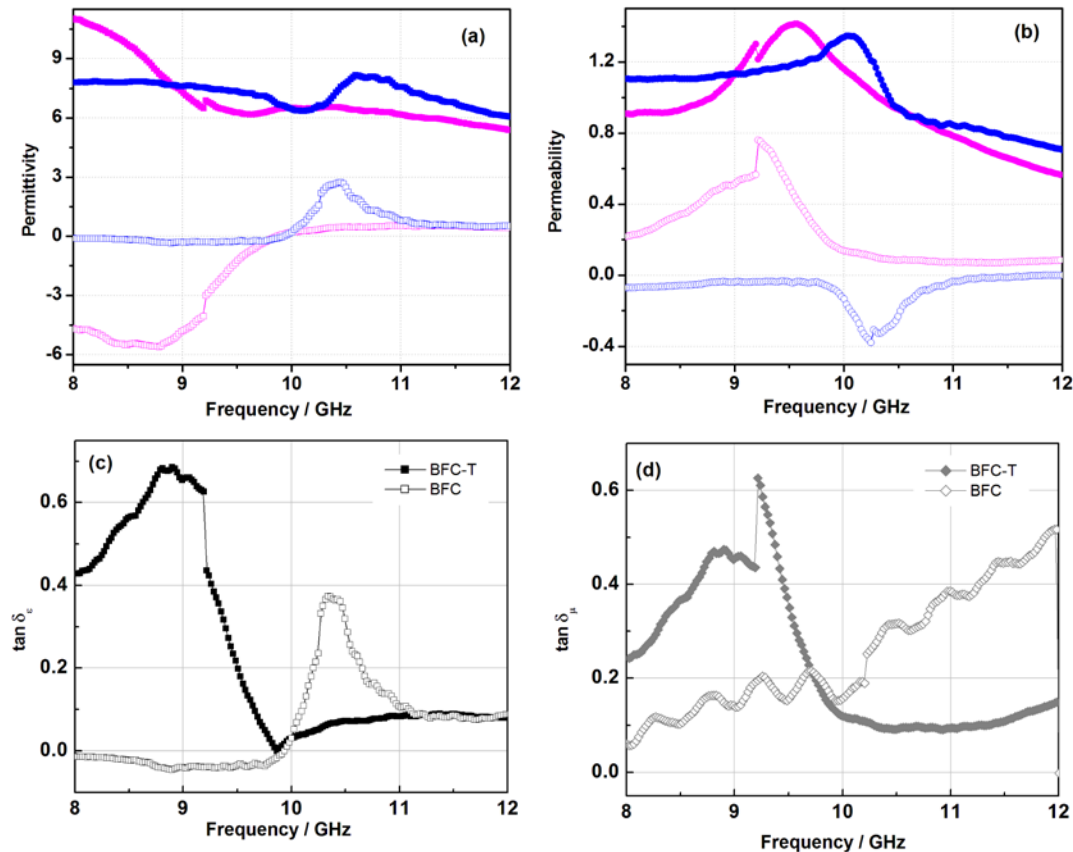 (a)
Permittivity
9
6
3
0
-3
-6
8 9 10 11 12
Frequency / GHz
(b)
Permeability
1.2
0.8
0.4
0.0
-0.4
8 9 10 11 12
Frequency / GHz
(c)
BFC-T
BFC
tan δε
0.6
0.4
0.2
0.0
8 9 10 11 12
Frequency / GHz
(d)
BFC-T
BFC
tan δμ
0.6
0.4
0.2
0.0
8 9 10 11 12
Frequency / GHz